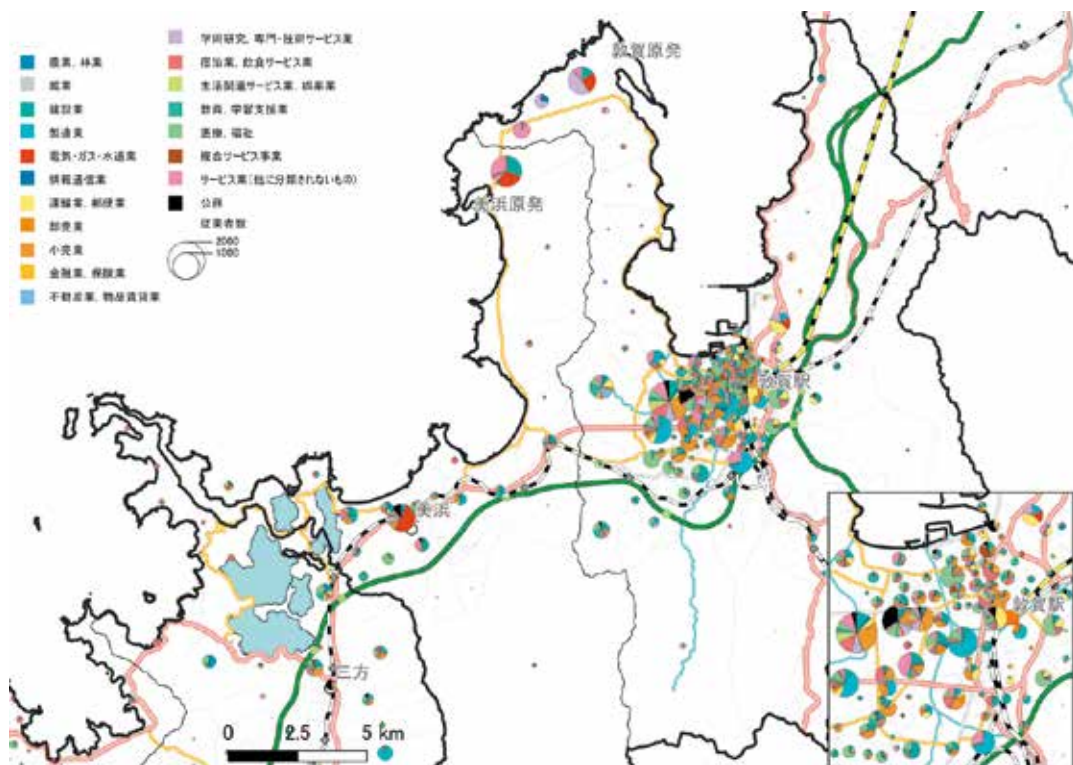 農業, 林業
鉱業
建設業
製造業
電気・ガス・水道業
情報通信業
運輸業, 郵便業
卸売業
小売業
金融業, 保険業
不動産業, 物品賃貸業
学術研究, 専門・技術サービス業
宿泊業, 飲食サービス業
生活関連サービス業, 娯楽業
教育, 学習支援業
医療, 福祉
複合サービス事業
サービス業(他に分類されないもの)
公務
従業者数
2060
1060
敦賀原発
美浜原発
敦賀駅
美浜
三方
0 2.5 5 km
敦賀駅